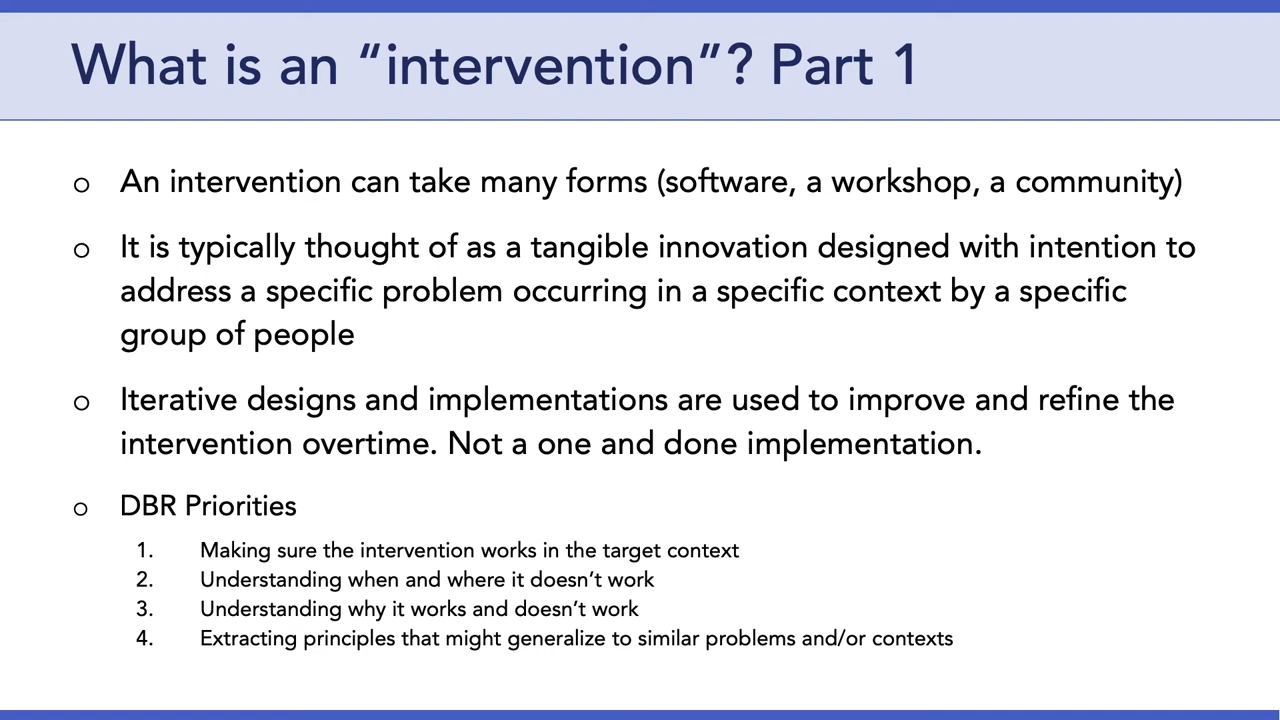 What is an “intervention”? Part 1
o An intervention can take many forms (software, a workshop, a community)
o It is typically thought of as a tangible innovation designed with intention to
address a specific problem occurring in a specific context by a specific
group of people
o Iterative designs and implementations are used to improve and refine the
intervention overtime. Not a one and done implementation.
o DBR Priorities
1. Making sure the intervention works in the target context
2. Understanding when and where it doesn’t work
3. Understanding why it works and doesn’t work
4. Extracting principles that might generalize to similar problems and/or contexts